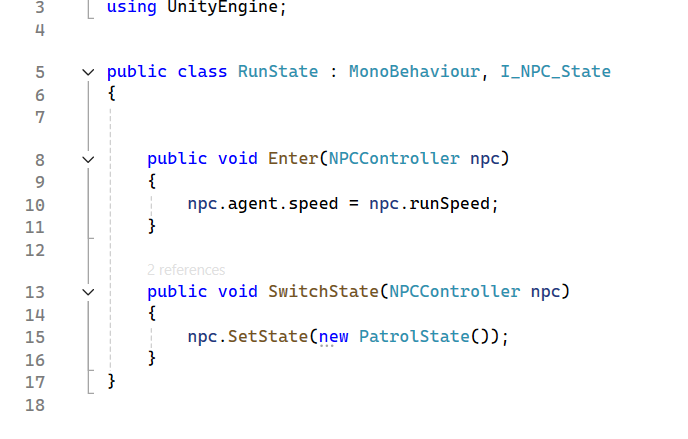 3 using UnityEngine;
4
5 public class RunState : MonoBehaviour, I_NPC_State
6 {
7
8 public void Enter(NPCController npc)
9 {
10 npc.agent.speed = npc.runSpeed;
11 }
12
2 references
13 public void SwitchState(NPCController npc)
14 {
15 npc.SetState(new PatrolState());
16 }
17 }
18